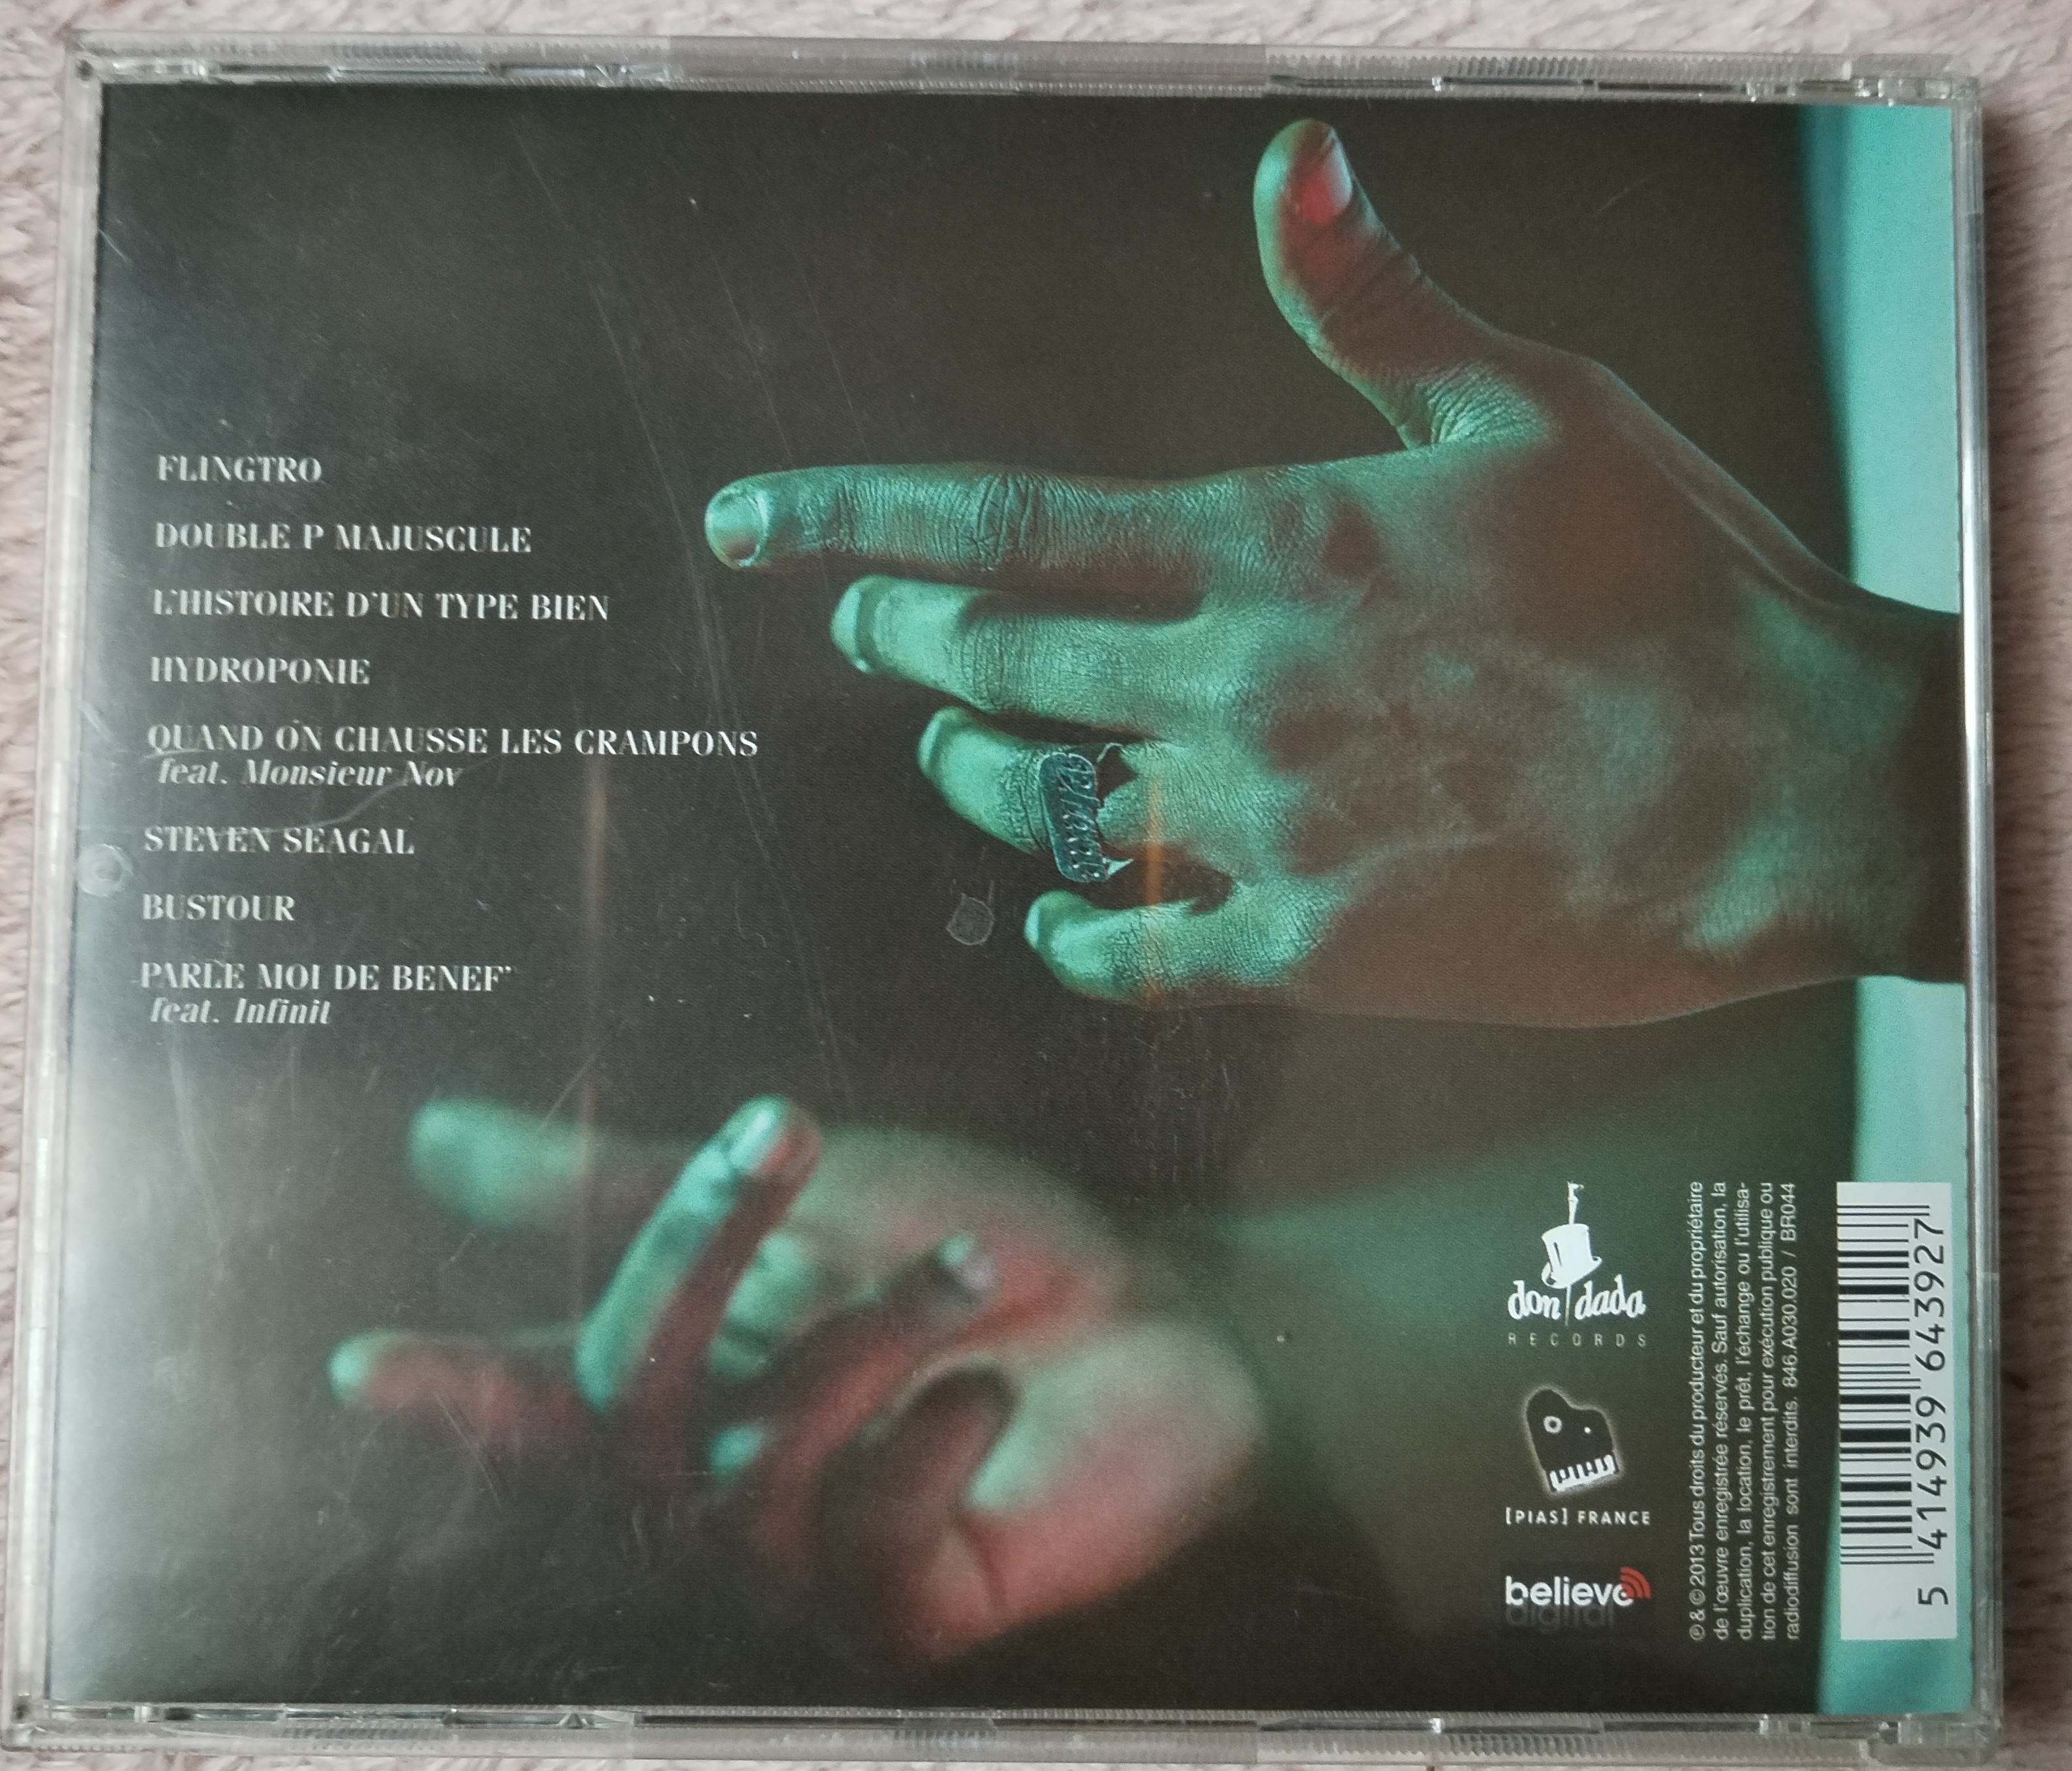 FLINGTRO
DOUBLE P MAJUSCULE
L'HISTOIRE D'UN TYPE BIEN
HYDROPONIE
QUAND ON CHAUSSE LES CRAMPONS
feat. Monsieur Nov
STEVEN SEAGAL
BUSTOUR
PARLE MOI DE BENEF'
feat. Infinit
don dada
RECORDS
[PIAS] FRANCE
believe
digital
℗ & © 2013 Tous droits du producteur et du propriétaire
de l'œuvre enregistrée réservés. Sauf autorisation, la
duplication, la location, le prêt, l'échange ou l'utilisa-
tion de cet enregistrement pour exécution publique ou
radiodiffusion sont interdits. 846.A030.020 / BR044
5 414939 643927